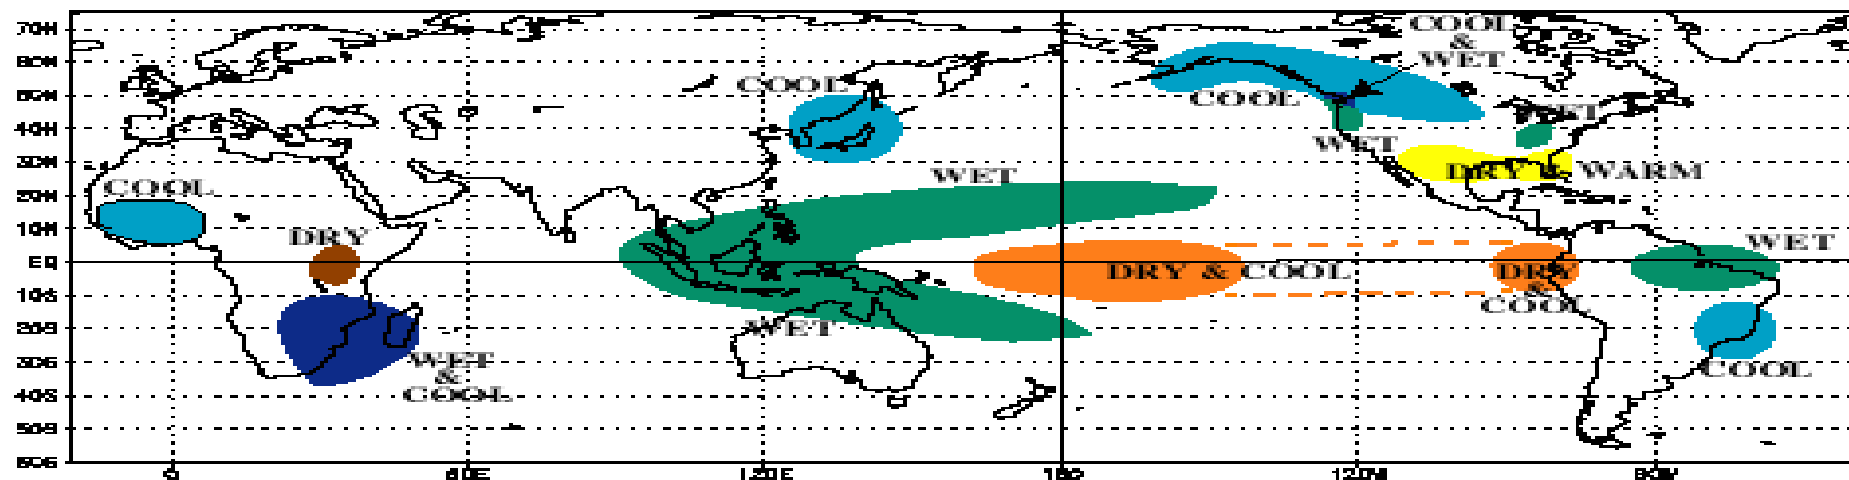 70N
60N
50N
40N
30N
20N
10N
EQ
10S
20S
30S
40S
50S
60S
0
60E
120E
180
120W
60W
COOL
DRY
WET
&
COOL
COOL
WET
WET
DRY & COOL
COOL
COOL
&
WET
WET
WET
DRY & WARM
DRY
&
COOL
WET
COOL